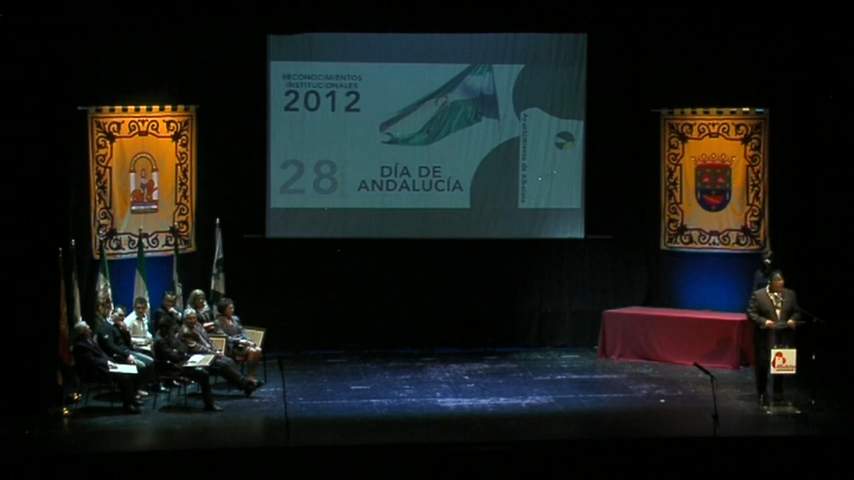 RECONOCIMIENTOS
INSTITUCIONALES
2012
28
DÍA DE
ANDALUCÍA